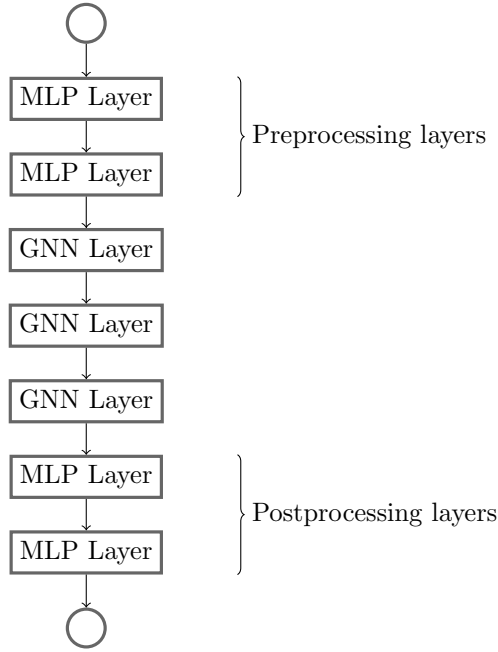 MLP Layer
Preprocessing layers
MLP Layer
GNN Layer
GNN Layer
GNN Layer
MLP Layer
Postprocessing layers
MLP Layer